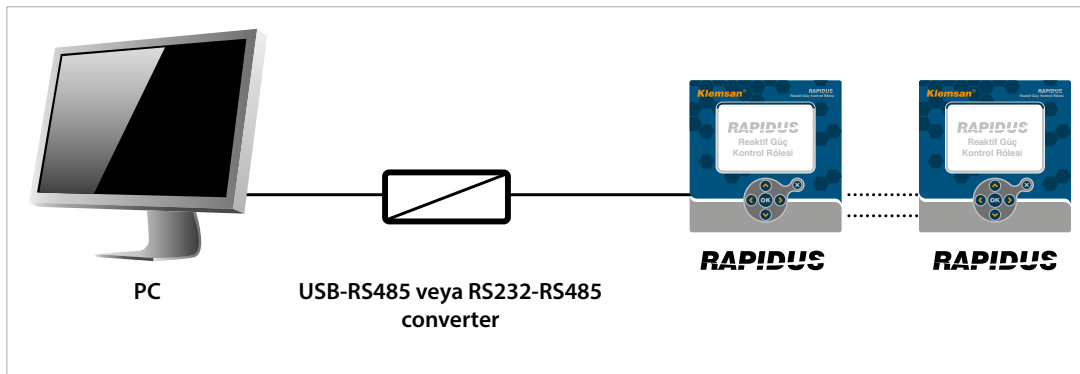 Klemsan®
RAPIDUS
Reaktif Güç Kontrol Rölesi
RAPIDUS
Reaktif Güç
Kontrol Rölesi
OK
X
RAPIDUS
Klemsan®
RAPIDUS
Reaktif Güç Kontrol Rölesi
RAPIDUS
Reaktif Güç
Kontrol Rölesi
OK
X
RAPIDUS
PC
USB-RS485 veya RS232-RS485
converter